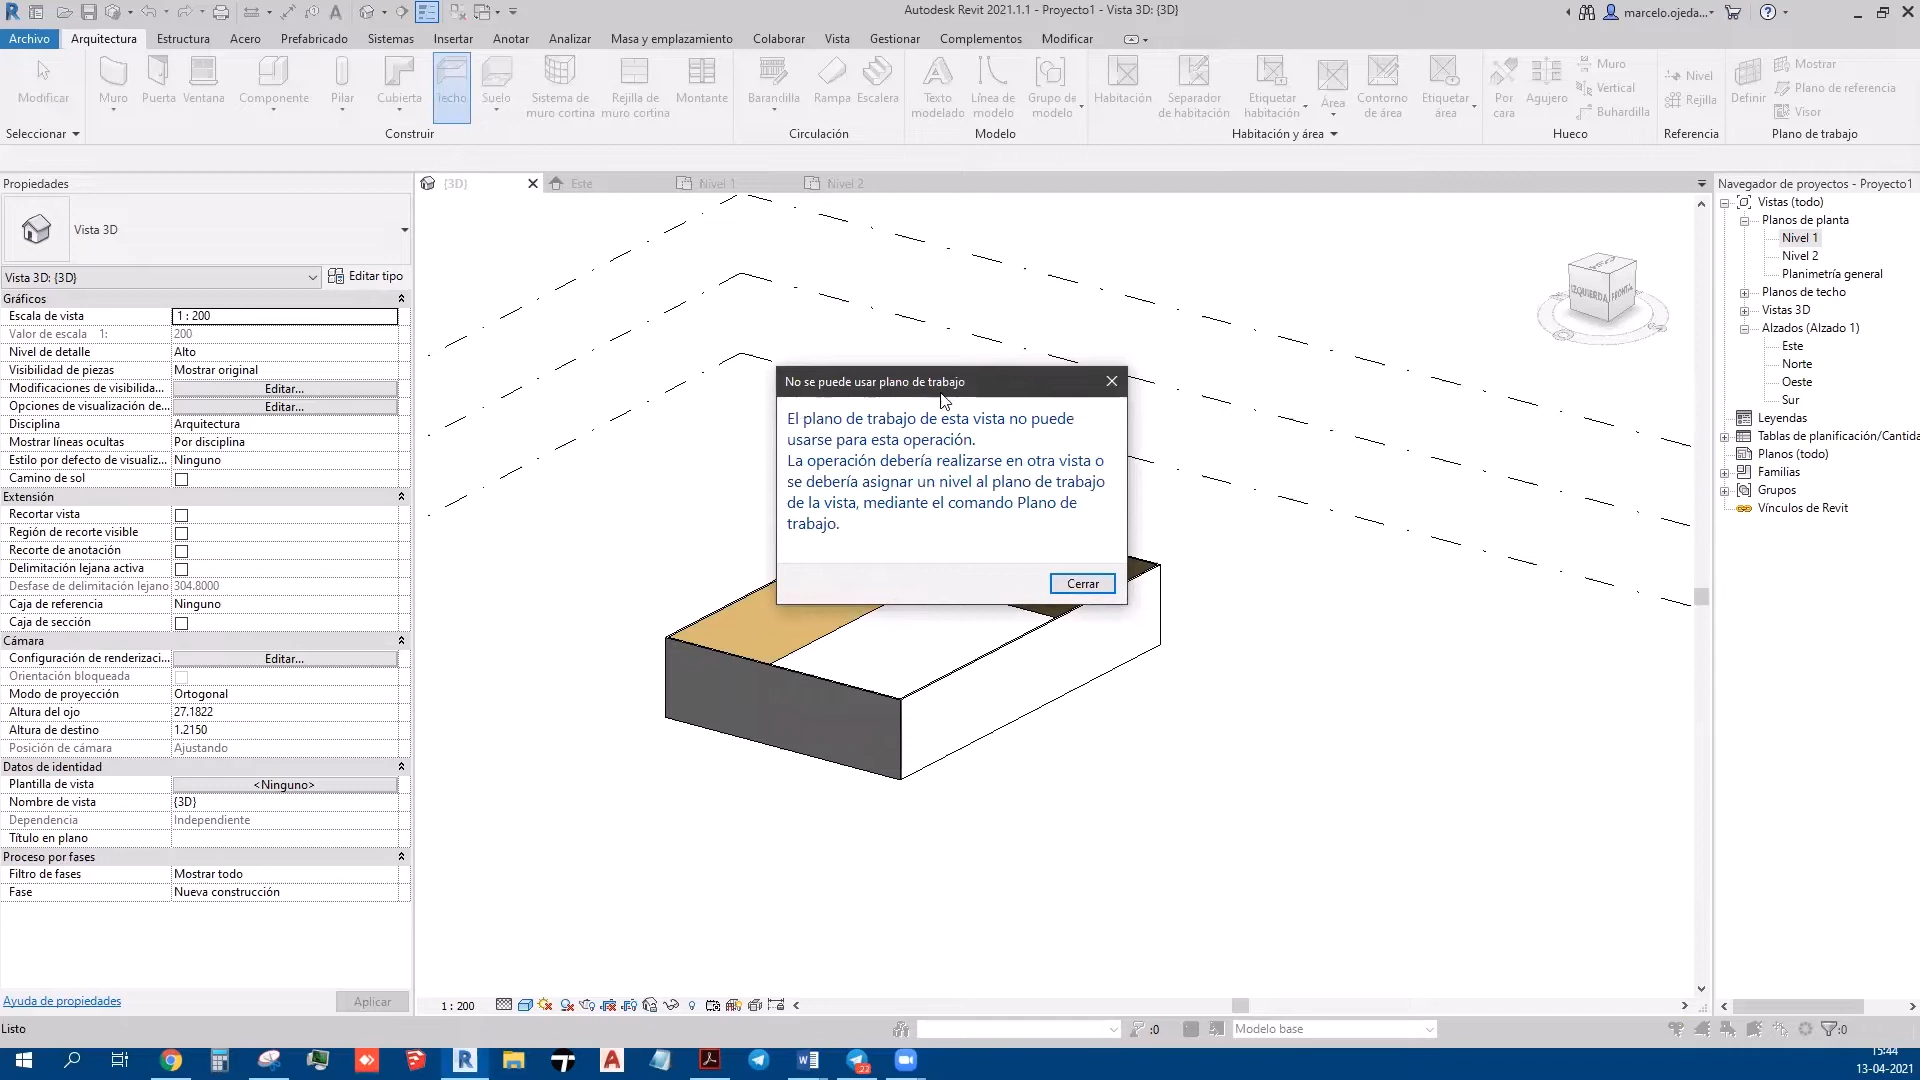 Autodesk Revit 2021.1.1 - Proyecto1 - Vista 3D: {3D}
marcelo.ojeda...
Archivo Arquitectura Estructura Acero Prefabricado Sistemas Insertar Anotar Analizar Masa y emplazamiento Colaborar Vista Gestionar Complementos Modificar
Modificar
Muro
Puerta
Ventana
Componente
Pilar
Cubierta
Techo
Suelo
Sistema de
muro cortina
Rejilla de
muro cortina
Montante
Barandilla
Rampa
Escalera
Texto
modelado
Línea de
modelo
Grupo de
modelo
Habitación
Separador
de habitación
Etiquetar
habitación
Área
Contorno
de área
Etiquetar
área
Por
cara
Agujero
Muro
Vertical
Buhardilla
Nivel
Rejilla
Definir
Mostrar
Plano de referencia
Visor
Seleccionar
Construir
Circulación
Modelo
Habitación y área
Hueco
Referencia
Plano de trabajo
Propiedades
Vista 3D
Vista 3D: {3D}
Editar tipo
Gráficos
Escala de vista 1 : 200
Valor de escala 1: 200
Nivel de detalle Alto
Visibilidad de piezas Mostrar original
Modificaciones de visibilida... Editar...
Opciones de visualización de... Editar...
Disciplina Arquitectura
Mostrar líneas ocultas Por disciplina
Estilo por defecto de visualiz... Ninguno
Camino de sol
Extensión
Recortar vista
Región de recorte visible
Recorte de anotación
Delimitación lejana activa
Desfase de delimitación lejano 304.8000
Caja de referencia Ninguno
Caja de sección
Cámara
Configuración de renderizaci... Editar...
Orientación bloqueada
Modo de proyección Ortogonal
Altura del ojo 27.1822
Altura de destino 1.2150
Posición de cámara Ajustando
Datos de identidad
Plantilla de vista <Ninguno>
Nombre de vista {3D}
Dependencia Independiente
Título en plano
Proceso por fases
Filtro de fases Mostrar todo
Fase Nueva construcción
Ayuda de propiedades
Aplicar
{3D}
Este
Nivel 1
Nivel 2
IZQUIERDA
No se puede usar plano de trabajo
El plano de trabajo de esta vista no puede
usarse para esta operación.
La operación debería realizarse en otra vista o
se debería asignar un nivel al plano de trabajo
de la vista, mediante el comando Plano de
trabajo.
Cerrar
Navegador de proyectos - Proyecto1
Vistas (todo)
Planos de planta
Nivel 1
Nivel 2
Planimetría general
Planos de techo
Vistas 3D
Alzados (Alzado 1)
Este
Norte
Oeste
Sur
Leyendas
Tablas de planificación/Cantida
Planos (todo)
Familias
Grupos
Vínculos de Revit
1 : 200
Listo
:0
Modelo base
:0
22
15:44
13-04-2021